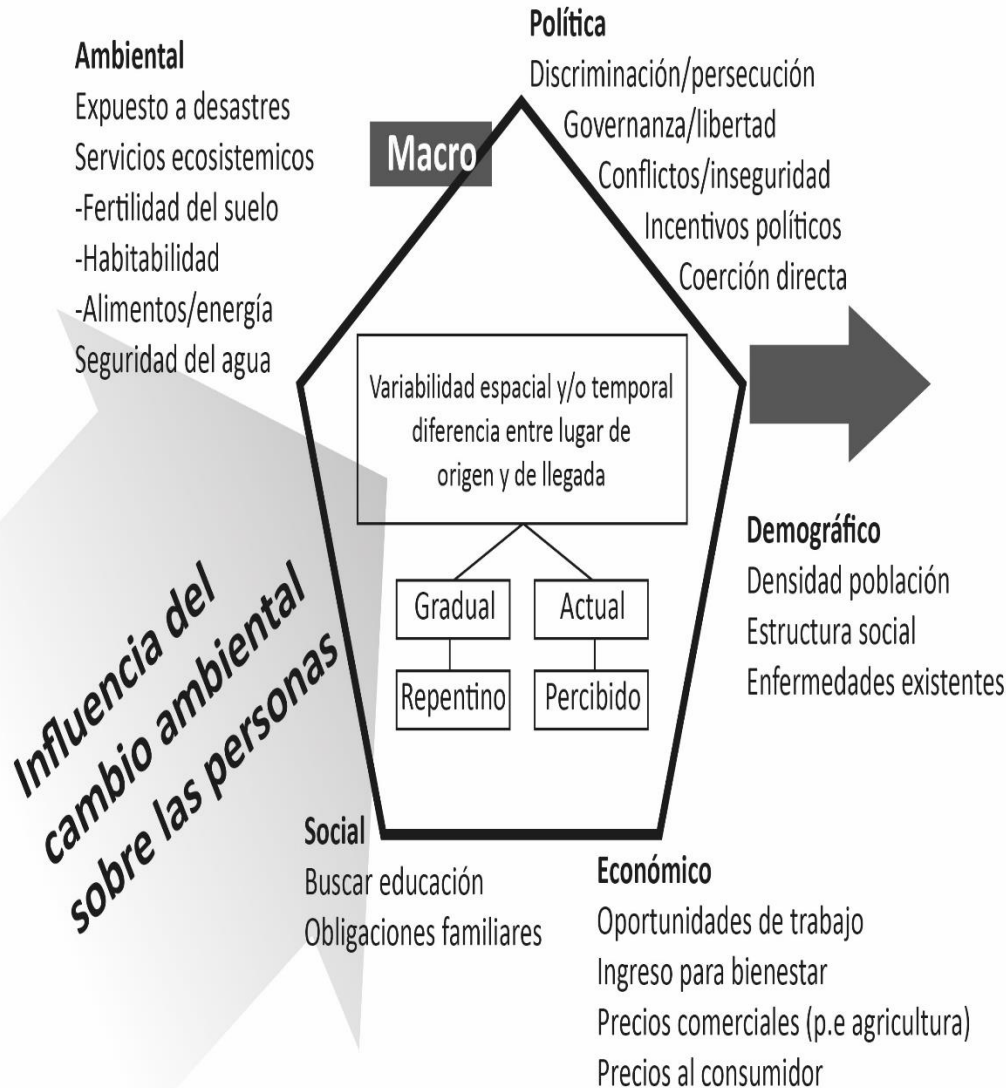 Ambiental
Expuesto a desastres
Servicios ecosistemicos
-Fertilidad del suelo
-Habitabilidad
-Alimentos/energía
Seguridad del agua
Macro
Política
Discriminación/persecución
Governanza/libertad
Conflictos/inseguridad
Incentivos políticos
Coerción directa
Variabilidad espacial y/o temporal
diferencia entre lugar de
origen y de llegada
Gradual
Actual
Repentino
Percibido
Demográfico
Densidad población
Estructura social
Enfermedades existentes
Influencia del
cambio ambiental
sobre las personas
Social
Buscar educación
Obligaciones familiares
Económico
Oportunidades de trabajo
Ingreso para bienestar
Precios comerciales (p.e agricultura)
Precios al consumidor